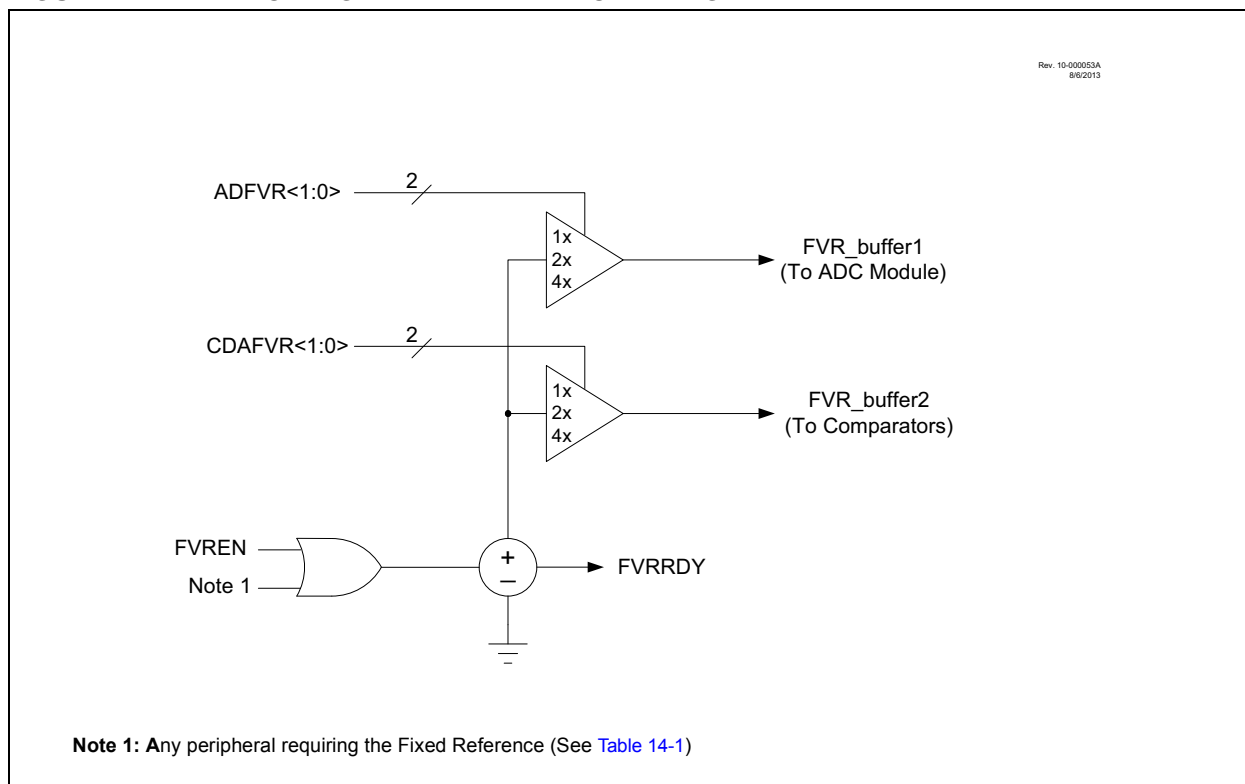 Rev. 10-000053A
8/6/2013
ADFVR<1:0>
2
1x
2x
4x
FVR_buffer1
(To ADC Module)
CDAFVR<1:0>
2
1x
2x
4x
FVR_buffer2
(To Comparators)
FVREN
Note 1
+
−
FVRRDY
Note 1: Any peripheral requiring the Fixed Reference (See Table 14-1)